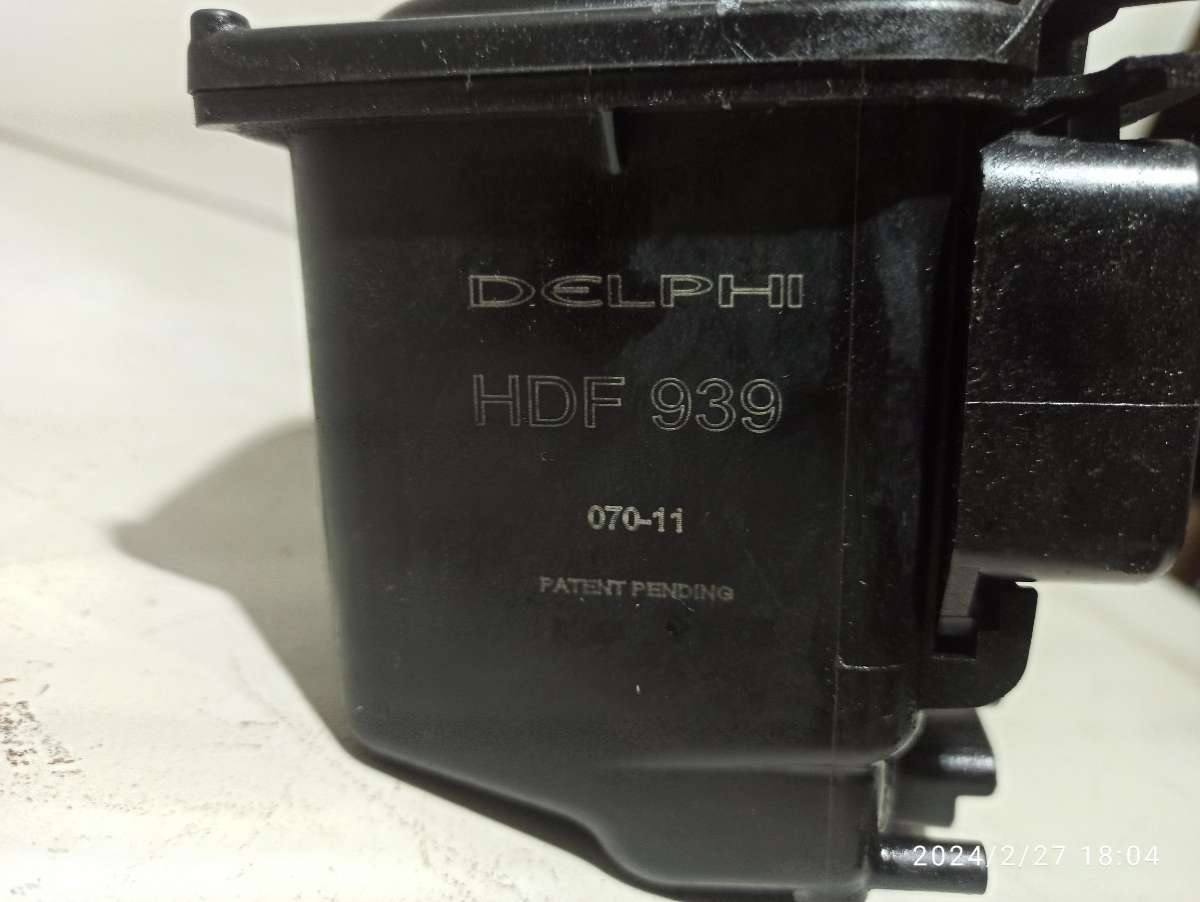 DELPHI
HDF 939
070-11
PATENT PENDING
2024/2/27 18:04